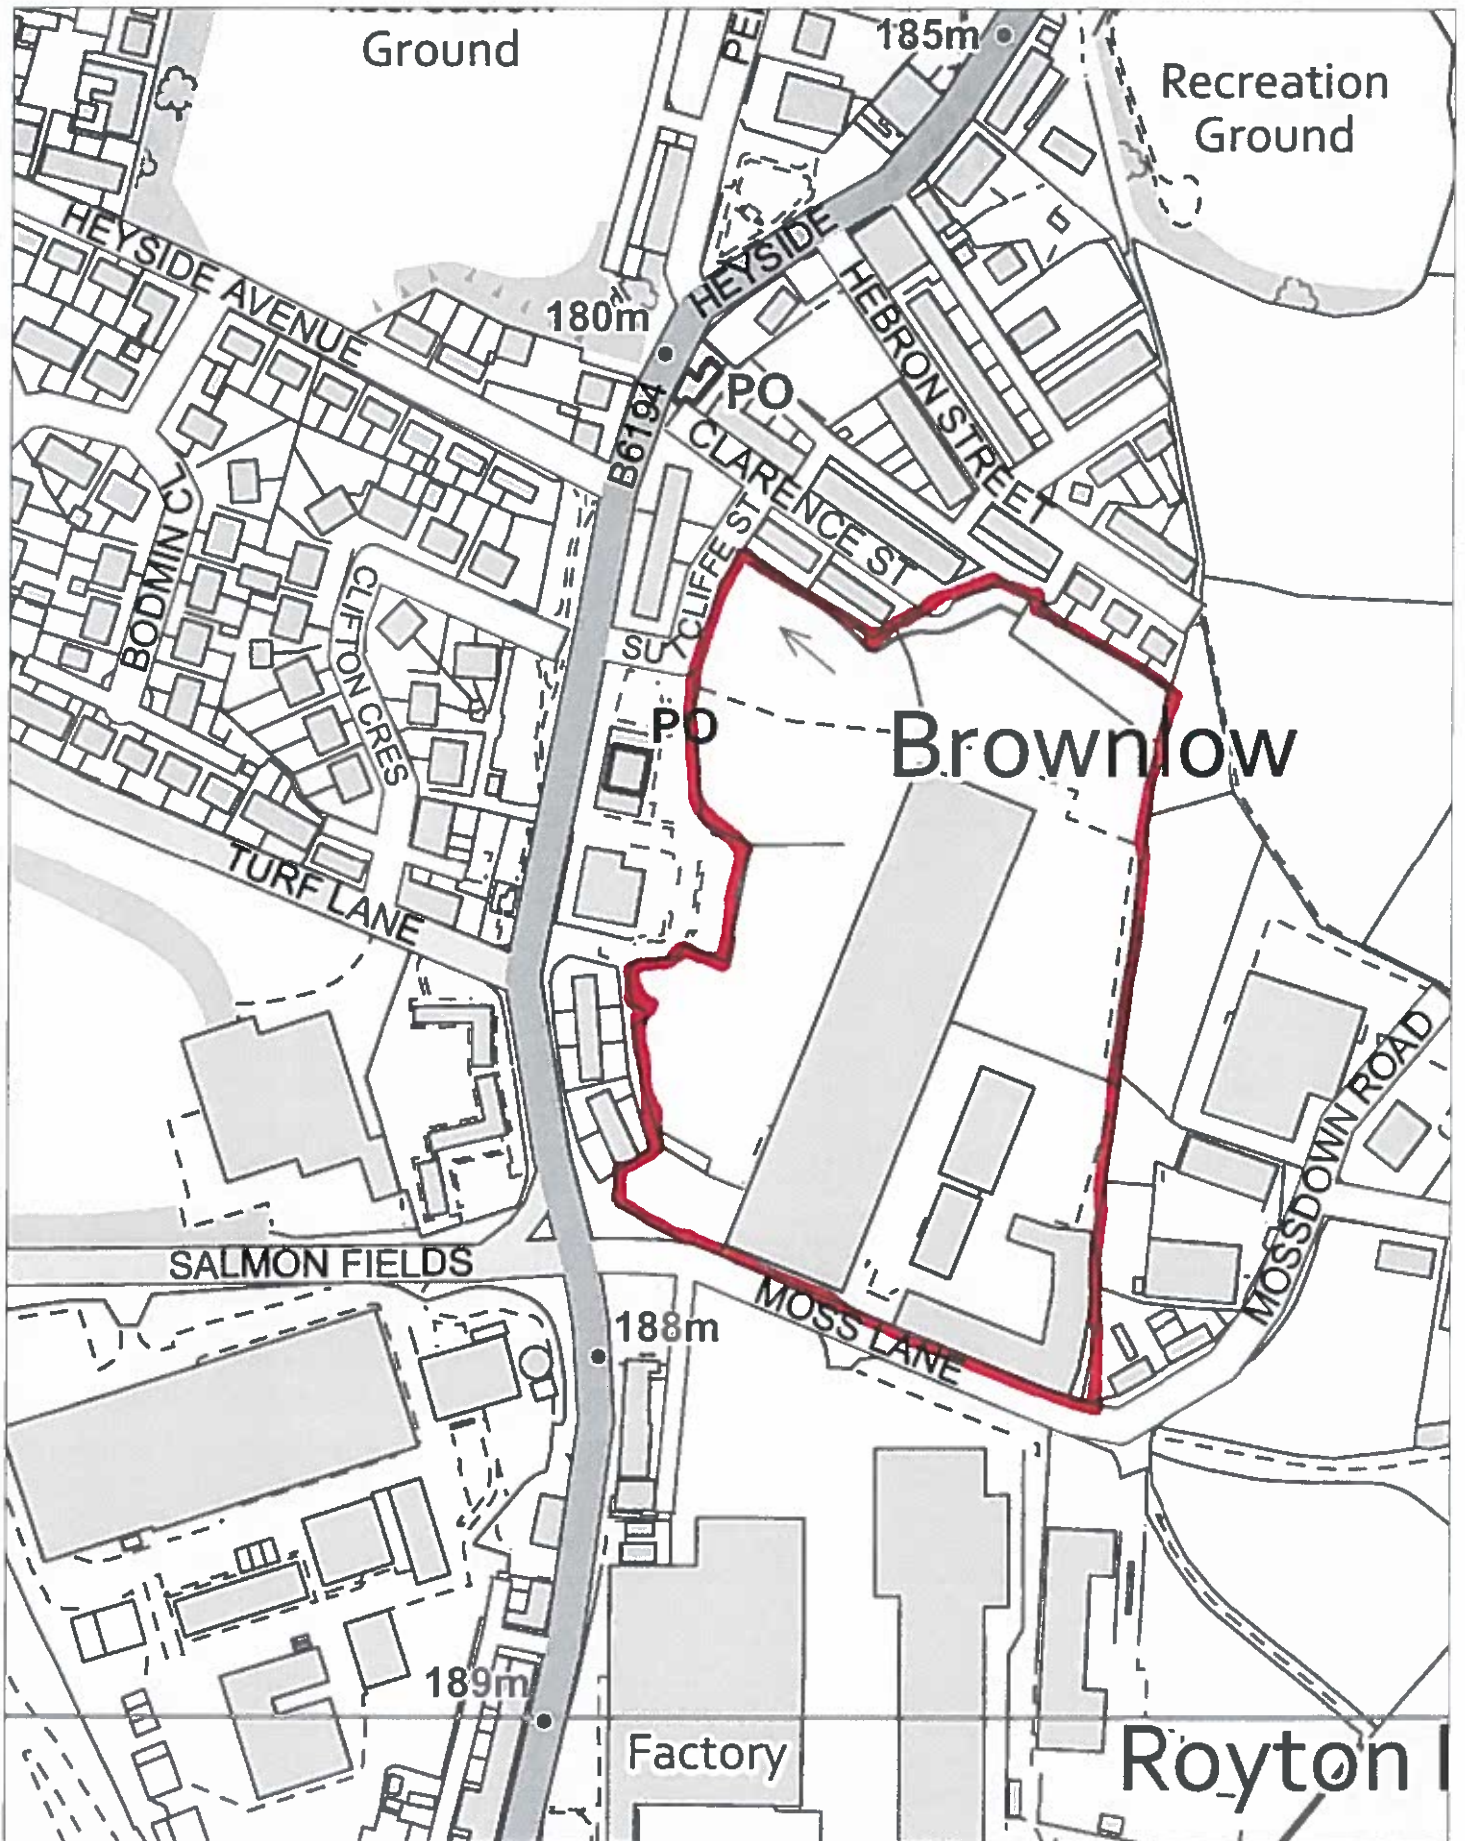 Ground
185m
Recreation
Ground
HEYSIDE AVENUE
HEYSIDE
180m
HEBRON STREET
PO
B6194
CLARENCE ST
BODMIN CL
SUTCLIFFE ST
CLIFTON CRES
PO
Brownlow
TURF LANE
MOSSDOWN ROAD
SALMON FIELDS
MOSS LANE
188m
189m
Factory
Royton